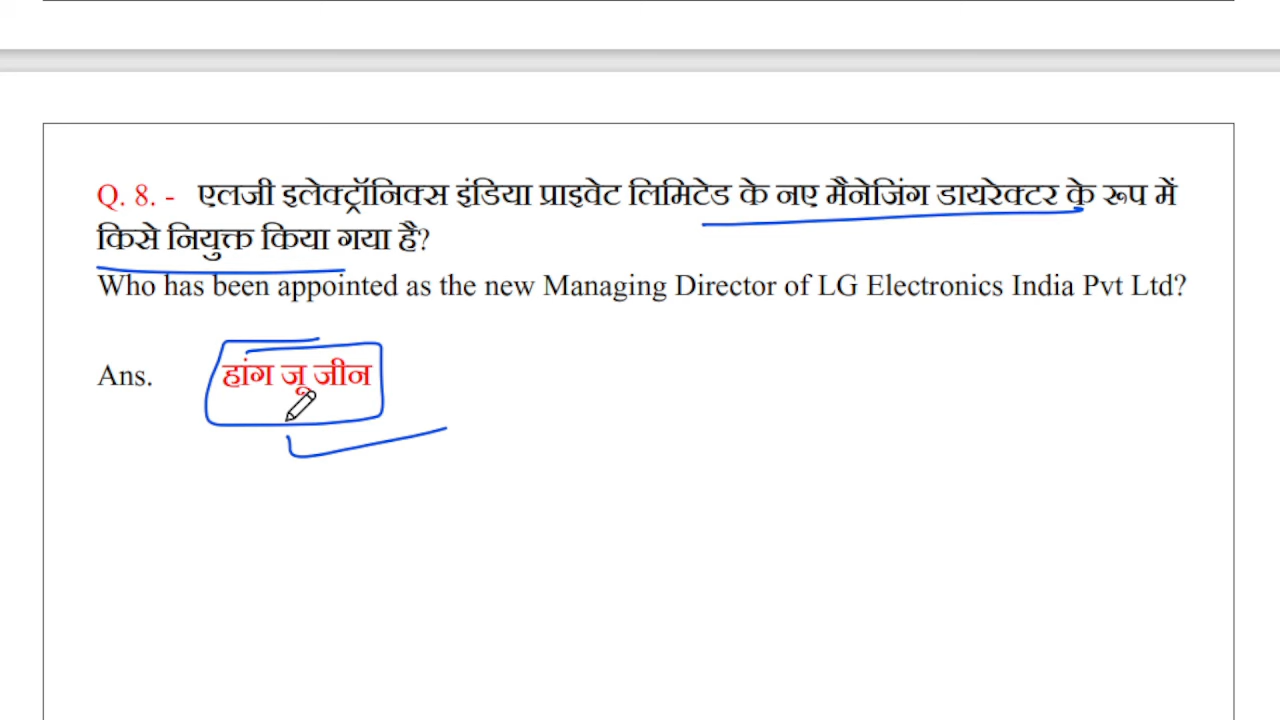 Q. 8. - एलजी इलेक्ट्रॉनिक्स इंडिया प्राइवेट लिमिटेड के नए मैनेजिंग डायरेक्टर के रूप में
किसे नियुक्त किया गया है?
Who has been appointed as the new Managing Director of LG Electronics India Pvt Ltd?
Ans. हांग जू जीन